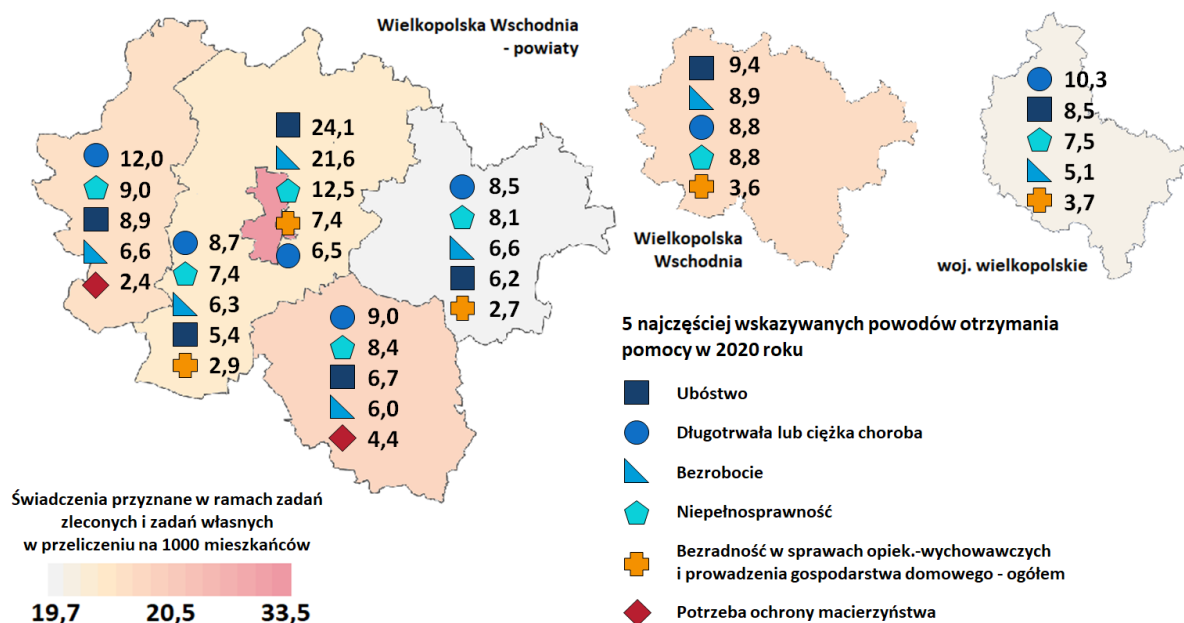 Wielkopolska Wschodnia
- powiaty
12,0
9,0
8,9
6,6
2,4
24,1
21,6
12,5
7,4
6,5
8,7
7,4
6,3
5,4
2,9
8,5
8,1
6,6
6,2
2,7
9,0
8,4
6,7
6,0
4,4
9,4
8,9
8,8
8,8
3,6
Wielkopolska
Wschodnia
10,3
8,5
7,5
5,1
3,7
woj. wielkopolskie
5 najczęściej wskazywanych powodów otrzymania
pomocy w 2020 roku
Ubóstwo
Długotrwała lub ciężka choroba
Bezrobocie
Niepełnosprawność
Bezradność w sprawach opiek.-wychowawczych
i prowadzenia gospodarstwa domowego - ogółem
Potrzeba ochrony macierzyństwa
Świadczenia przyznane w ramach zadań
zleconych i zadań własnych
w przeliczeniu na 1000 mieszkańców
19,7 20,5 33,5